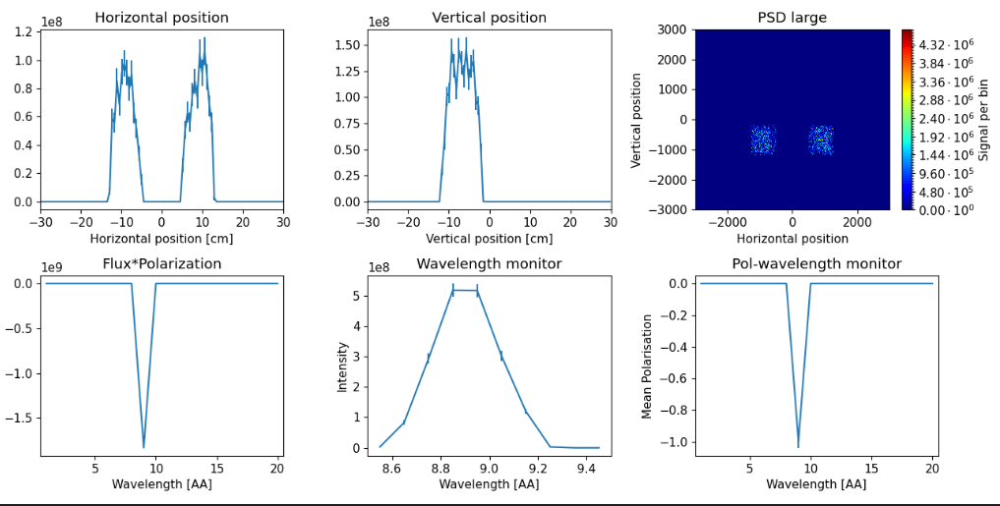 Horizontal position
1e8
1.2
1.0
0.8
0.6
0.4
0.2
0.0
−30 −20 −10 0 10 20 30
Horizontal position [cm]
Vertical position
1e8
1.50
1.25
1.00
0.75
0.50
0.25
0.00
−30 −20 −10 0 10 20 30
Vertical position [cm]
PSD large
Vertical position
3000
2000
1000
0
−1000
−2000
−3000
−2000 0 2000
Horizontal position
4.32 · 10⁶
3.84 · 10⁶
3.36 · 10⁶
2.88 · 10⁶
2.40 · 10⁶
1.92 · 10⁶
1.44 · 10⁶
9.60 · 10⁵
4.80 · 10⁵
0.00 · 10⁰
Signal per bin
Flux*Polarization
1e9
0.0
−0.5
−1.0
−1.5
5 10 15 20
Wavelength [AA]
Wavelength monitor
1e8
Intensity
5
4
3
2
1
0
8.6 8.8 9.0 9.2 9.4
Wavelength [AA]
Pol-wavelength monitor
Mean Polarisation
0.0
−0.2
−0.4
−0.6
−0.8
−1.0
5 10 15 20
Wavelength [AA]